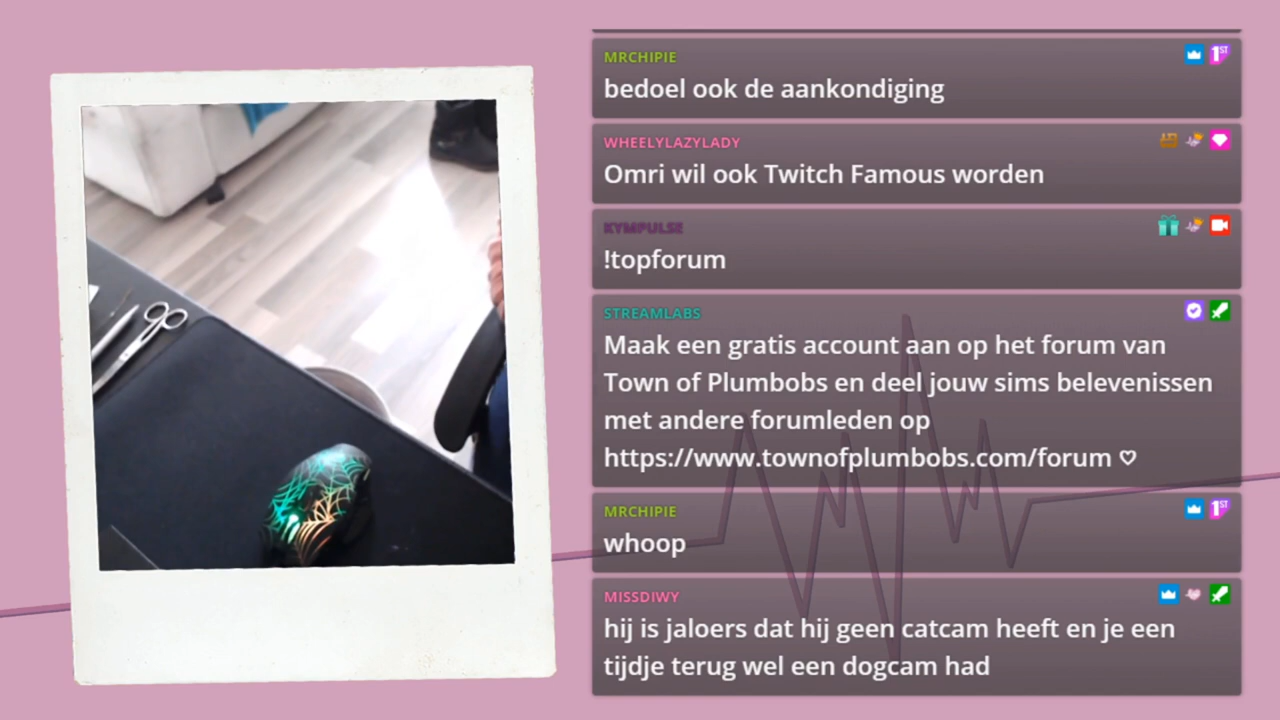 MRCHIPIE 1ST
bedoel ook de aankondiging
WHEELYLAZYLADY
Omri wil ook Twitch Famous worden
KYMPULSE
!topforum
STREAMLABS
Maak een gratis account aan op het forum van
Town of Plumbobs en deel jouw sims belevenissen
met andere forumleden op
https://www.townofplumbobs.com/forum ♡
MRCHIPIE 1ST
whoop
MISSDIWY
hij is jaloers dat hij geen catcam heeft en je een
tijdje terug wel een dogcam had